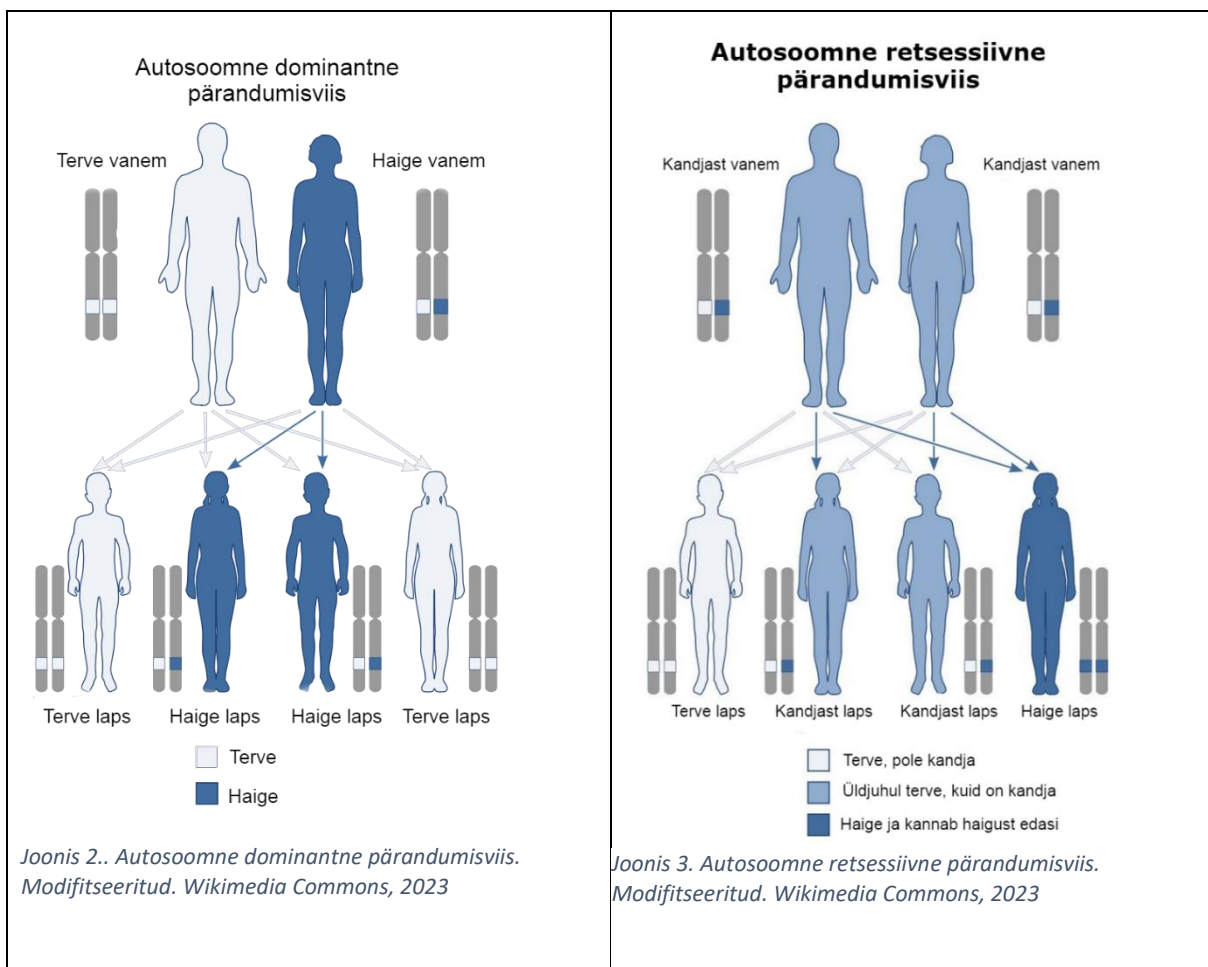 Autosoomne dominantne
pärandumisviis
Terve vanem
Haige vanem
Terve laps
Haige laps
Haige laps
Terve laps
Terve
Haige
Joonis 2.. Autosoomne dominantne pärandumisviis.
Modifitseeritud. Wikimedia Commons, 2023
Autosoomne retsessiivne
pärandumisviis
Kandjast vanem
Kandjast vanem
Terve laps
Kandjast laps
Kandjast laps
Haige laps
Terve, pole kandja
Üldjuhul terve, kuid on kandja
Haige ja kannab haigust edasi
Joonis 3. Autosoomne retsessiivne pärandumisviis.
Modifitseeritud. Wikimedia Commons, 2023